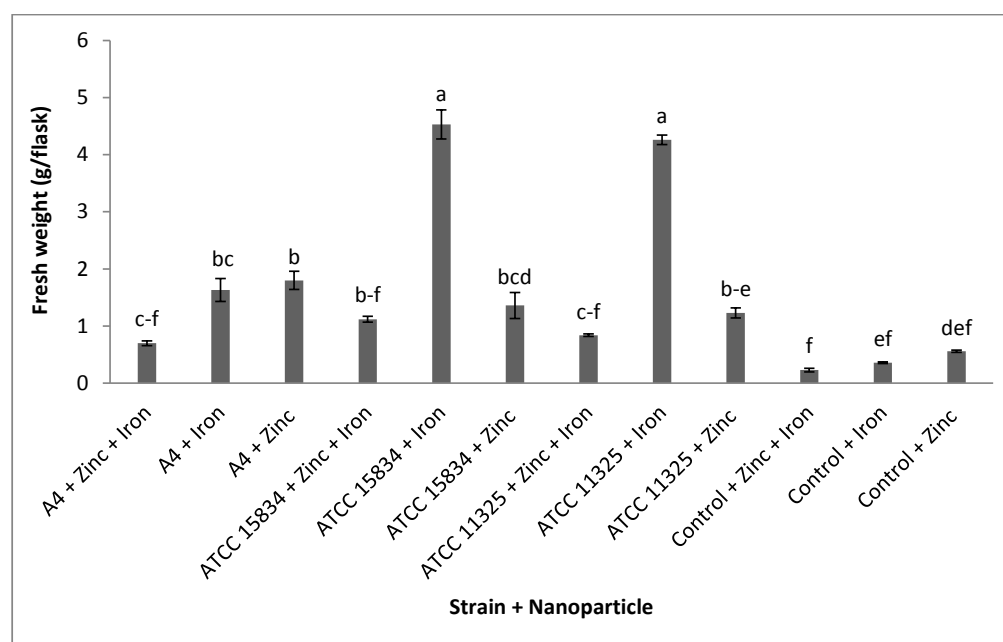 Fresh weight (g/flask)
6
5
4
3
2
1
0
c-f
bc
b
b-f
a
bcd
c-f
a
b-e
f
ef
def
A4 + Zinc + Iron
A4 + Iron
A4 + Zinc
ATCC 15834 + Zinc + Iron
ATCC 15834 + Iron
ATCC 15834 + Zinc
ATCC 11325 + Zinc + Iron
ATCC 11325 + Iron
ATCC 11325 + Zinc
Control + Zinc + Iron
Control + Iron
Control + Zinc
Strain + Nanoparticle